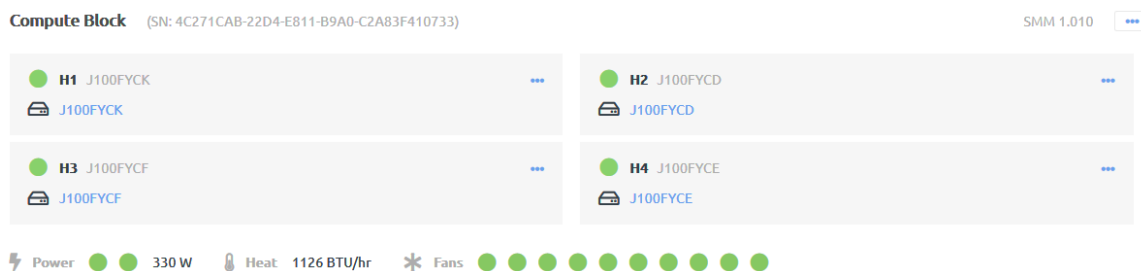 Compute Block (SN: 4C271CAB-22D4-E811-B9A0-C2A83F410733) SMM 1.010
H1 J100FYCK
J100FYCK
H2 J100FYCD
J100FYCD
H3 J100FYCF
J100FYCF
H4 J100FYCE
J100FYCE
Power 330 W Heat 1126 BTU/hr Fans